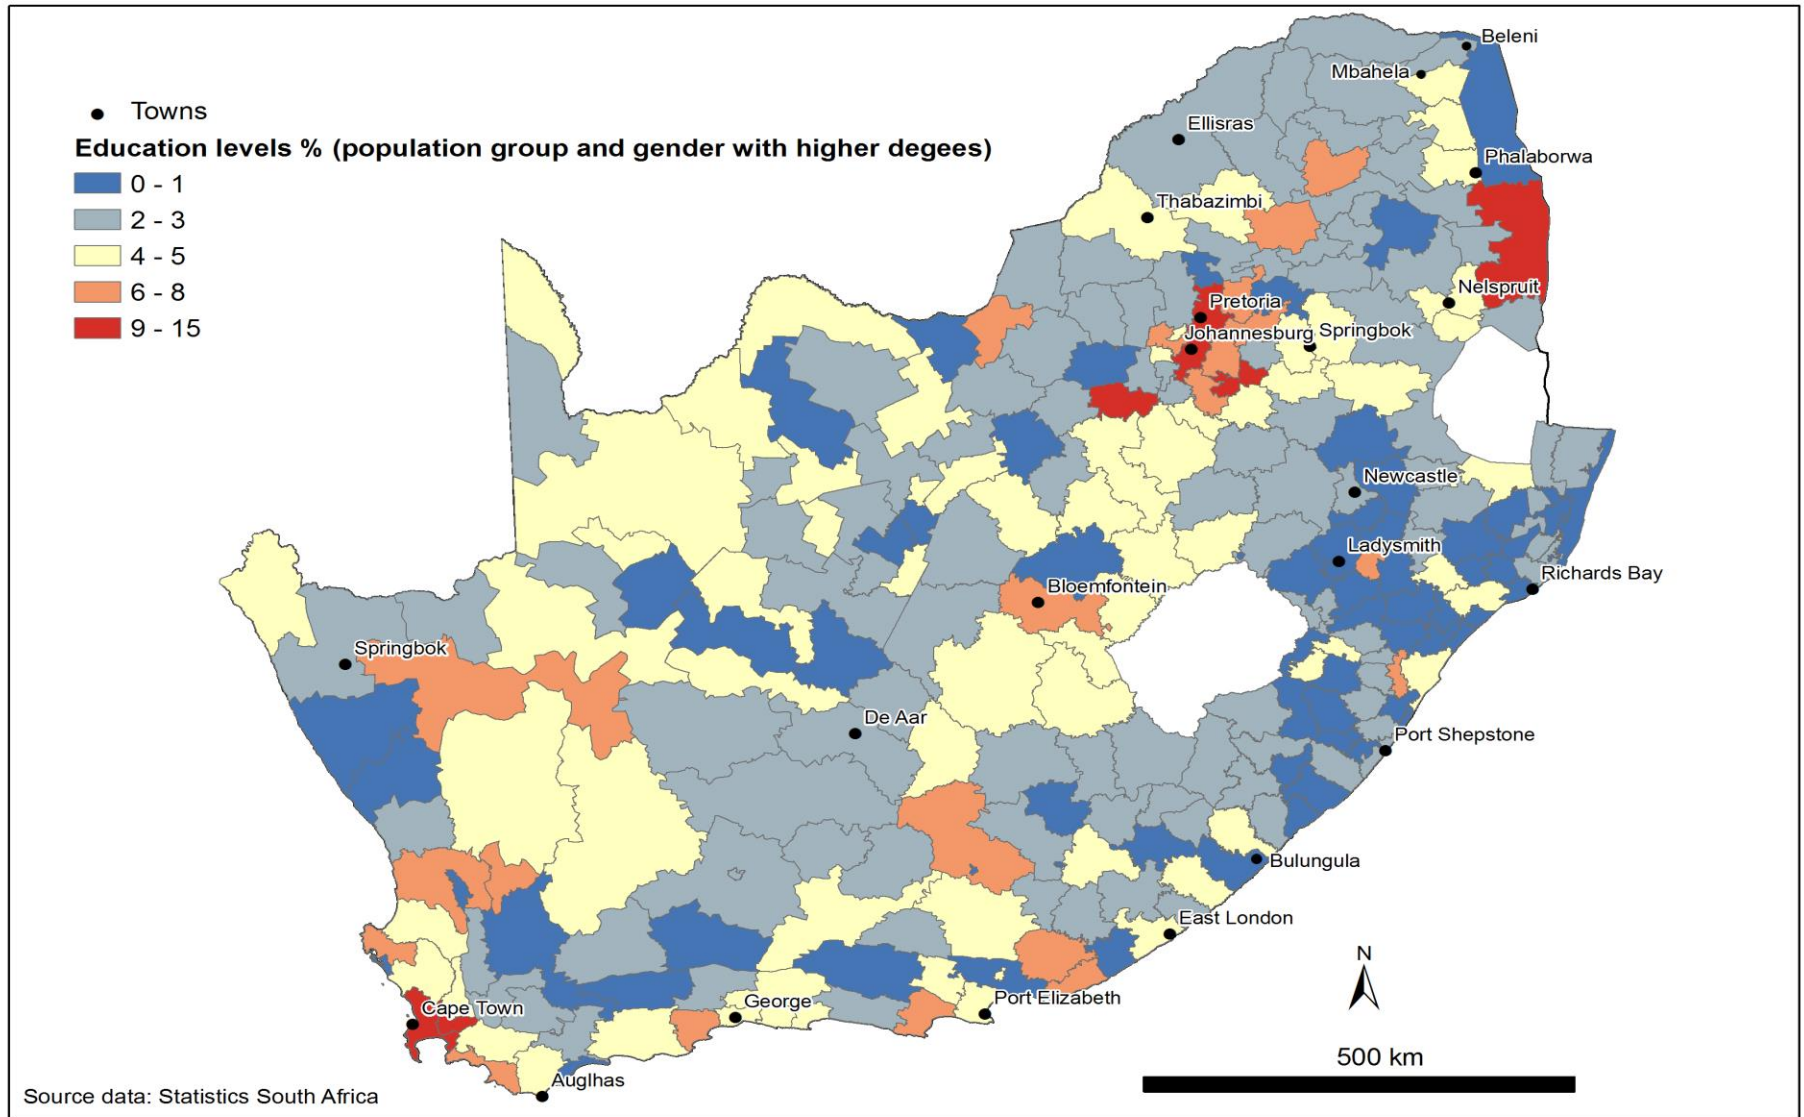 Towns
Education levels % (population group and gender with higher degees)
0 - 1
2 - 3
4 - 5
6 - 8
9 - 15
Beleni
Mbahela
Ellisras
Phalaborwa
Thabazimbi
Nelspruit
Pretoria
Johannesburg
Springbok
Newcastle
Ladysmith
Richards Bay
Bloemfontein
Springbok
De Aar
Port Shepstone
Bulungula
East London
Port Elizabeth
George
Cape Town
Auglhas
N
500 km
Source data: Statistics South Africa